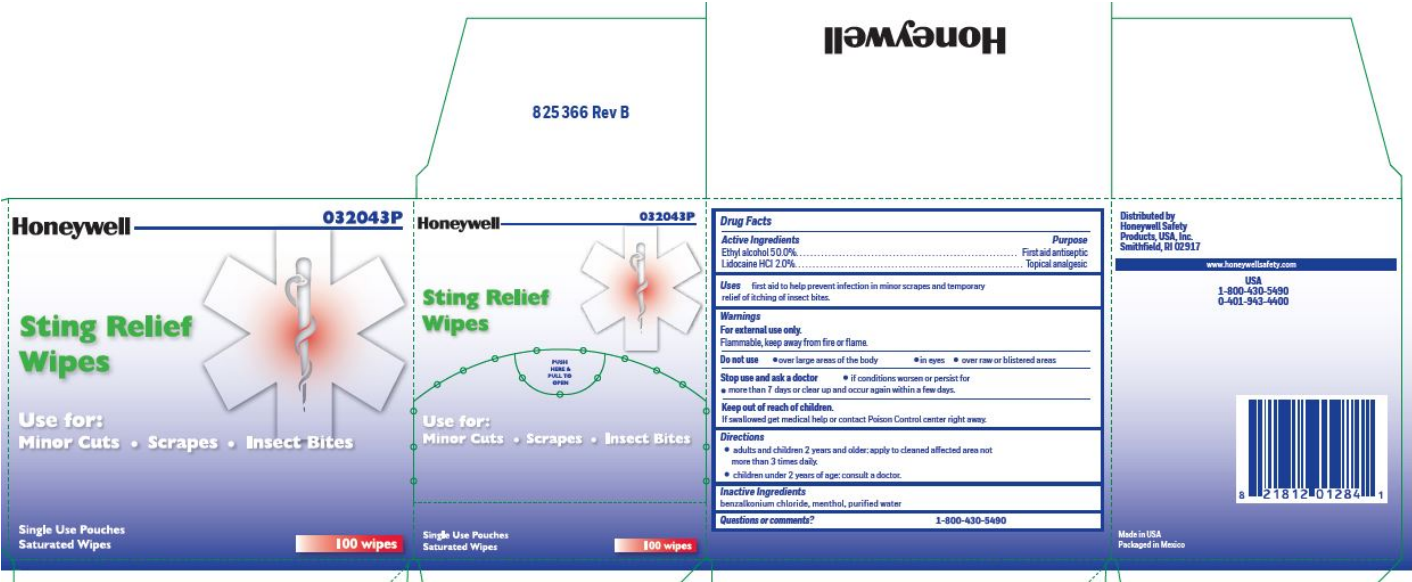 Honeywell
825366 Rev B
Honeywell
032043P
Sting Relief
Wipes
Use for:
Minor Cuts • Scrapes • Insect Bites
Single Use Pouches
Saturated Wipes
100 wipes
Honeywell
032043P
Sting Relief
Wipes
PUSH
HERE &
PULL TO
OPEN
Use for:
Minor Cuts • Scrapes • Insect Bites
Single Use Pouches
Saturated Wipes
100 wipes
Drug Facts
Active Ingredients Purpose
Ethyl alcohol 50.0%.......... First aid antiseptic
Lidocaine HCl 2.0%.......... Topical analgesic
Uses first aid to help prevent infection in minor scrapes and temporary
relief of itching of insect bites.
Warnings
For external use only.
Flammable, keep away from fire or flame.
Do not use • over large areas of the body • in eyes • over raw or blistered areas
Stop use and ask a doctor • if conditions worsen or persist for
• more than 7 days or clear up and occur again within a few days.
Keep out of reach of children.
If swallowed get medical help or contact Poison Control center right away.
Directions
• adults and children 2 years and older: apply to cleaned affected area not
more than 3 times daily.
• children under 2 years of age: consult a doctor.
Inactive Ingredients
benzalkonium chloride, menthol, purified water
Questions or comments? 1-800-430-5490
Distributed by
Honeywell Safety
Products, USA, Inc.
Smithfield, RI 02917
www.honeywellsafety.com
USA
1-800-430-5490
0-401-943-4400
8 21812 01284 1
Made in USA
Packaged in Mexico